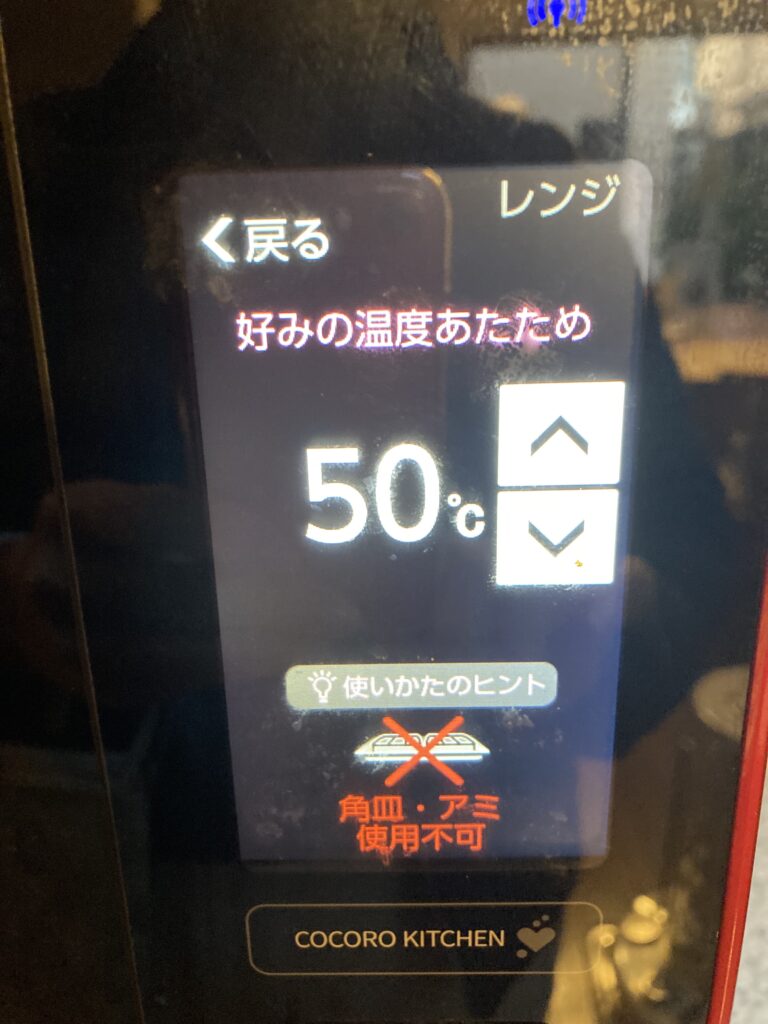 レンジ
戻る
好みの温度あたため
50℃
使いかたのヒント
角皿・アミ
使用不可
COCORO KITCHEN